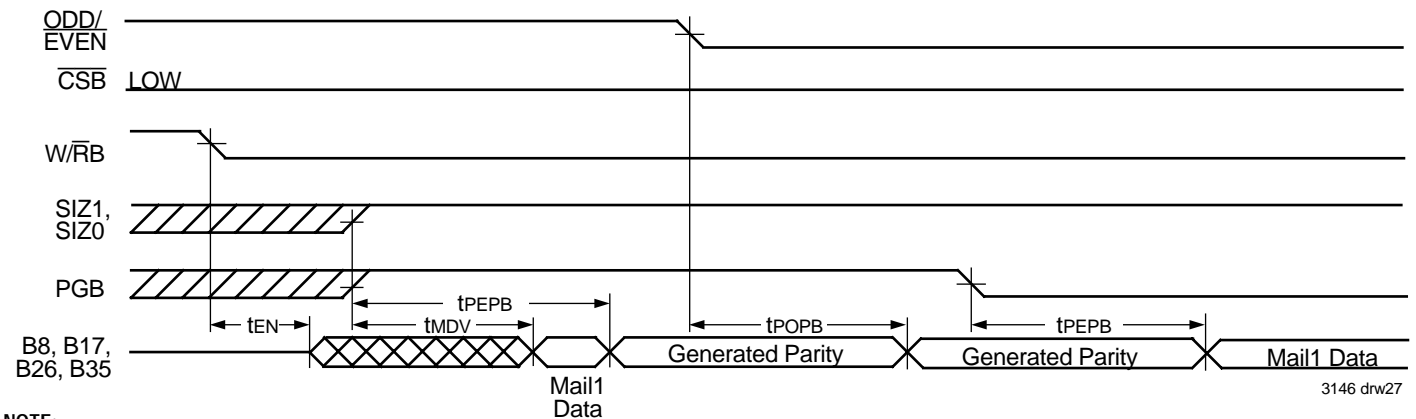 ODD/
EVEN
CSB LOW
W/RB
SIZ1,
SIZ0
PGB
tPEPB
tEN
tMDV
tPOPB
tPEPB
B8, B17,
B26, B35
Generated Parity
Generated Parity
Mail1 Data
Mail1
Data
3146 drw27
NOTE: